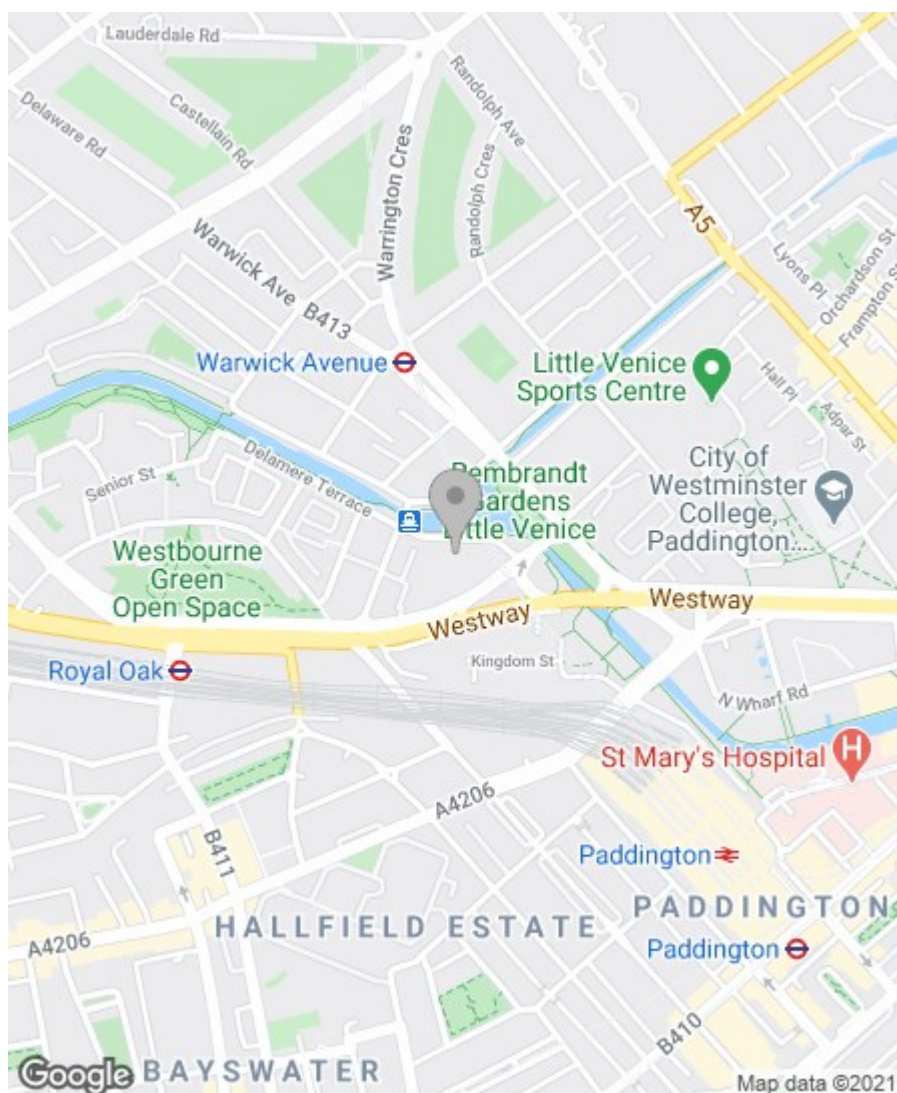 Lauderdale Rd
Randolph Ave
Castellain Rd
Delaware Rd
Warrington Cres
Randolph Cres
A5
Lyons Pl
Orchardson St
Frampton St
Warwick Ave B413
Warwick Avenue
Little Venice
Sports Centre
Hall Pl
Adpar St
Senior St
Delamere Terrace
Rembrandt
Gardens
Little Venice
City of
Westminster
College,
Paddington....
Westbourne
Green
Open Space
Westway
Westway
Royal Oak
Kingdom St
N Wharf Rd
St Mary's Hospital
H
A4206
B411
Paddington
PADDINGTON
HALLFIELD ESTATE
A4206
Paddington
B410
BAYSWATER
Google
Map data ©2021